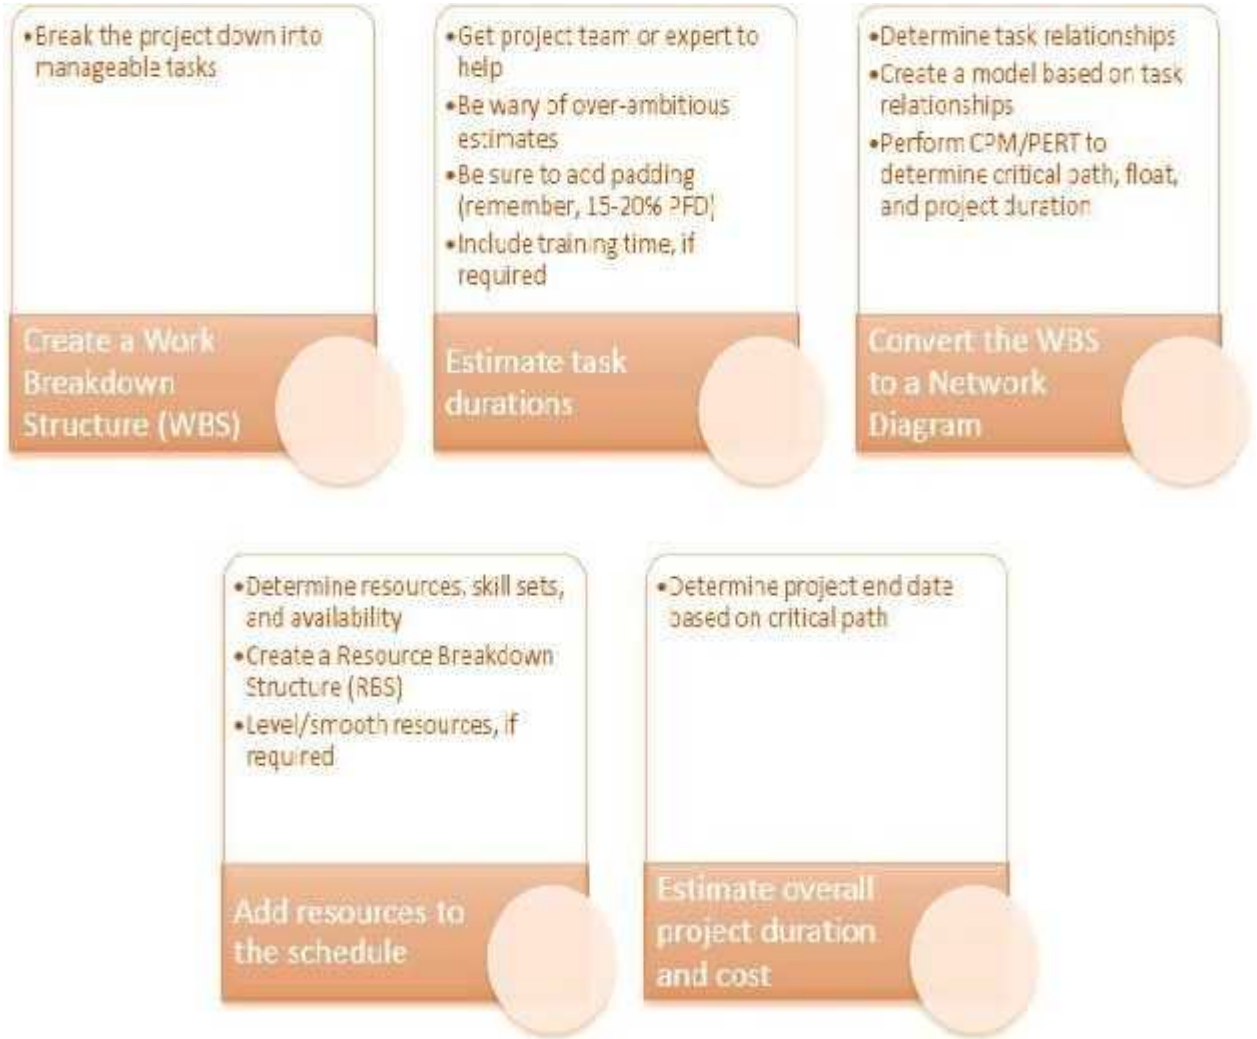 •Break the project down into
manageable tasks
Create a Work
Breakdown
Structure (WBS)
•Get project team or expert to
help
•Be wary of over-ambitious
estimates
•Be sure to add padding
(remember, 15-20% PFD)
•Include training time, if
required
Estimate task
durations
•Determine task relationships
•Create a model based on task
relationships
•Perform CPM/PERT to
determine critical path, float,
and project duration
Convert the WBS
to a Network
Diagram
•Determine resources, skill sets,
and availability
•Create a Resource Breakdown
Structure (RBS)
•Level/smooth resources, if
required
Add resources to
the schedule
•Determine project end date
based on critical path
Estimate overall
project duration
and cost